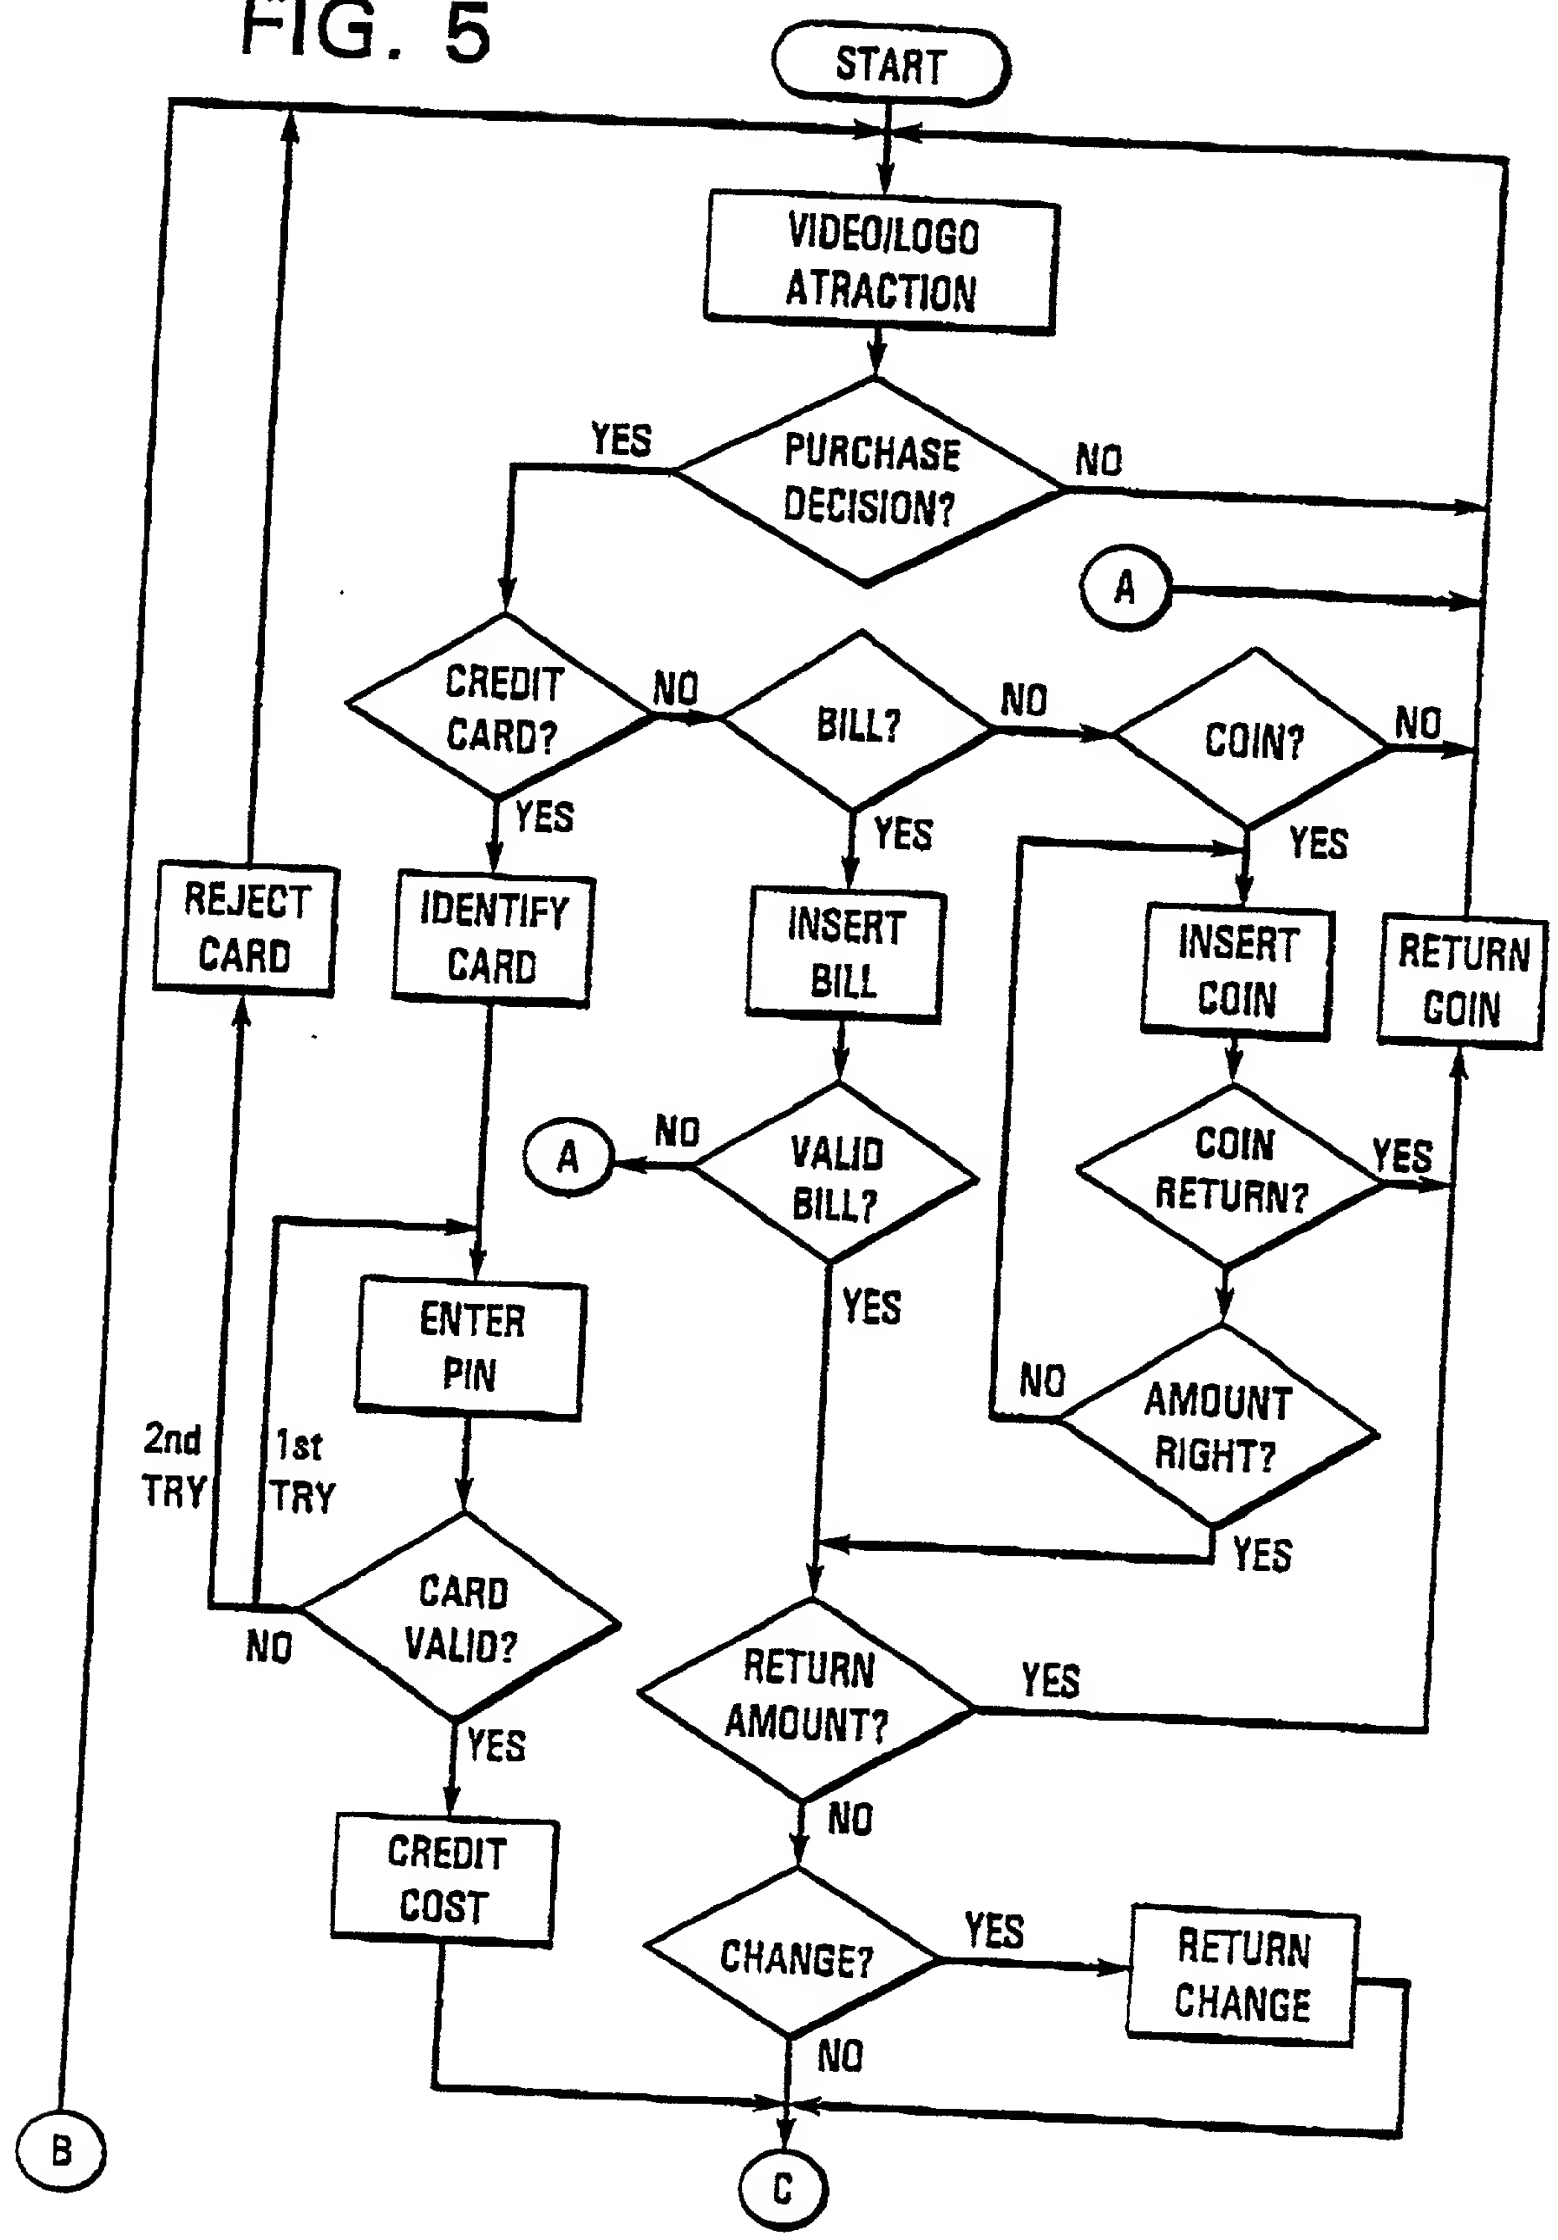 FIG. 5
START
VIDEO/LOGO
ATRACTION
YES
PURCHASE
DECISION?
NO
A
CREDIT
CARD?
NO
BILL?
NO
COIN?
NO
YES
YES
YES
REJECT
CARD
IDENTIFY
CARD
INSERT
BILL
INSERT
COIN
RETURN
COIN
A
NO
VALID
BILL?
COIN
RETURN?
YES
YES
ENTER
PIN
NO
AMOUNT
RIGHT?
2nd
TRY
1st
TRY
YES
CARD
VALID?
NO
RETURN
AMOUNT?
YES
YES
NO
CREDIT
COST
CHANGE?
YES
RETURN
CHANGE
NO
B
C